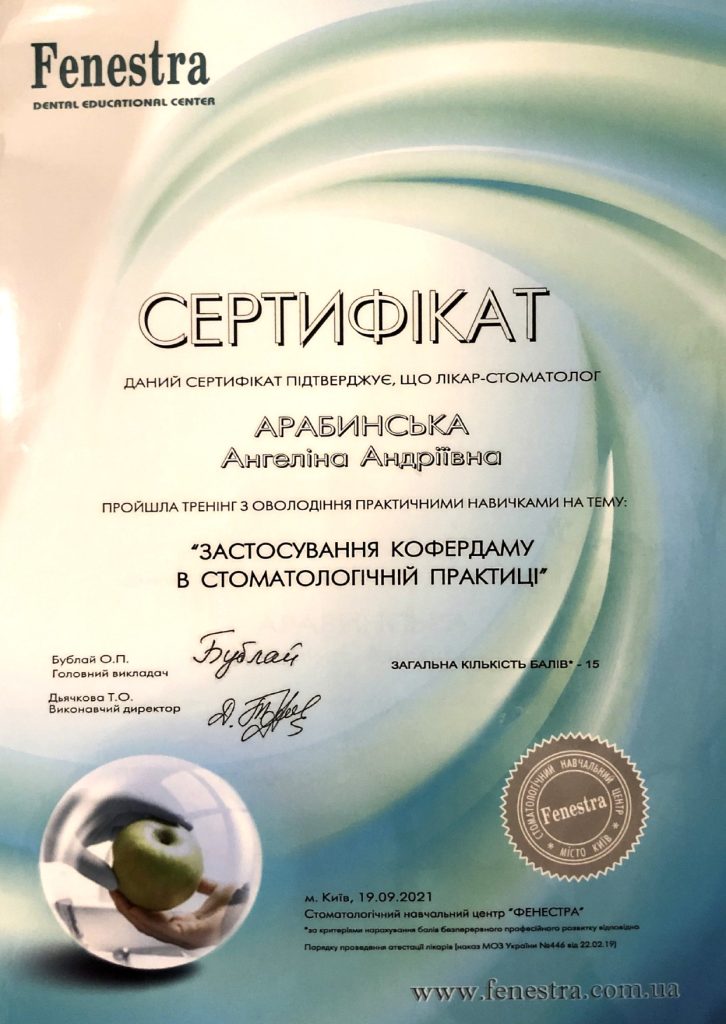 Fenestra
DENTAL EDUCATIONAL CENTER
СЕРТИФІКАТ
ДАНИЙ СЕРТИФІКАТ ПІДТВЕРДЖУЄ, ЩО ЛІКАР-СТОМАТОЛОГ
АРАБИНСЬКА
Ангеліна Андріївна
ПРОЙШЛА ТРЕНІНГ З ОВОЛОДІННЯ ПРАКТИЧНИМИ НАВИЧКАМИ НА ТЕМУ:
“ЗАСТОСУВАННЯ КОФЕРДАМУ
В СТОМАТОЛОГІЧНІЙ ПРАКТИЦІ”
Бублай О.П.
Головний викладач
Бублай
ЗАГАЛЬНА КІЛЬКІСТЬ БАЛІВ* - 15
Дьячкова Т.О.
Виконавчий директор
СТОМАТОЛОГІЧНИЙ НАВЧАЛЬНИЙ ЦЕНТР
Fenestra
* МІСТО КИЇВ *
м. Київ, 19.09.2021
Стоматологічний навчальний центр “ФЕНЕСТРА”
*за критеріями нарахування балів безперервного професійного розвитку відповідно
Порядку проведення атестації лікарів (наказ МОЗ України №446 від 22.02.19)
www.fenestra.com.ua